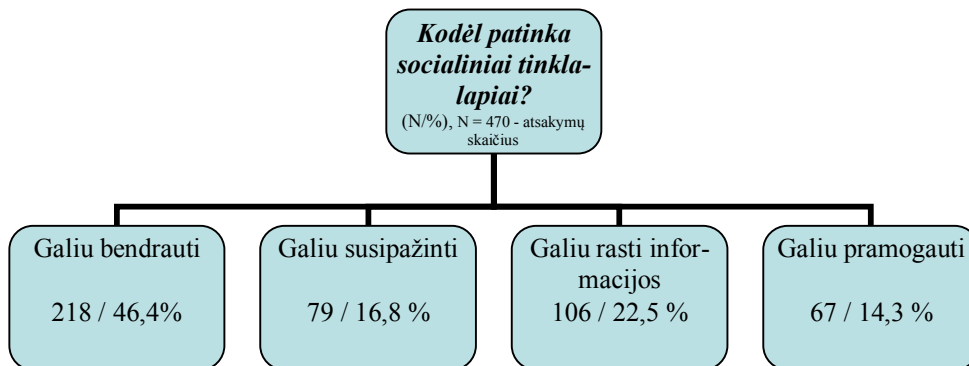 Kodėl patinka
socialiniai tinkla-
lapiai?
(N/%), N = 470 - atsakymų
skaičius
Galiu bendrauti
218 / 46,4%
Galiu susipažinti
79 / 16,8 %
Galiu rasti infor-
macijos
106 / 22,5 %
Galiu pramogauti
67 / 14,3 %